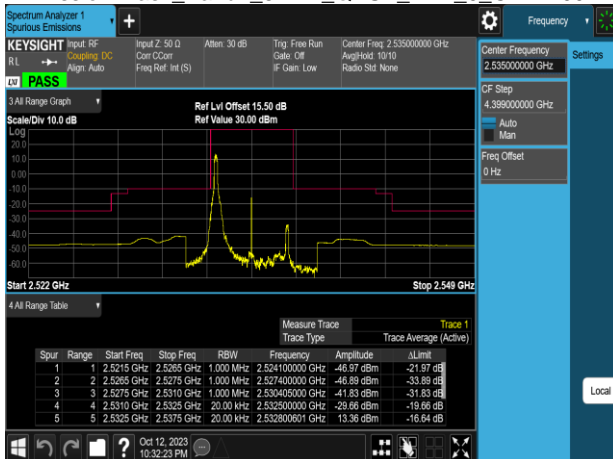 Spectrum Analyzer 1
Spurious Emissions
+
Frequency
KEYSIGHT Input: RF Input Z: 50 Ω Atten: 30 dB Trig: Free Run Center Freq: 2.535000000 GHz
RL Coupling: DC Corr CCorr Gate: Off Avg|Hold: 10/10
Align: Auto Freq Ref: Int (S) IF Gain: Low Radio Std: None
LXI PASS
Center Frequency
2.535000000 GHz
Settings
CF Step
4.399000000 GHz
Auto
Man
Freq Offset
0 Hz
Local
3 All Range Graph
Ref Lvl Offset 15.50 dB
Scale/Div 10.0 dB Ref Value 30.00 dBm
Log
20.0
10.0
0.00
-10.0
-20.0
-30.0
-40.0
-50.0
-60.0
Start 2.522 GHz Stop 2.549 GHz
4 All Range Table
Measure Trace Trace 1
Trace Type Trace Average (Active)
Spur Range Start Freq Stop Freq RBW Frequency Amplitude ΔLimit
1 1 2.5215 GHz 2.5265 GHz 1.000 MHz 2.524100000 GHz -46.97 dBm -21.97 dB
2 2 2.5265 GHz 2.5275 GHz 1.000 MHz 2.527400000 GHz -46.89 dBm -33.89 dB
3 3 2.5275 GHz 2.5310 GHz 1.000 MHz 2.530405000 GHz -41.83 dBm -31.83 dB
4 4 2.5310 GHz 2.5325 GHz 20.00 kHz 2.532500000 GHz -29.66 dBm -19.66 dB
5 5 2.5325 GHz 2.5375 GHz 20.00 kHz 2.532800601 GHz 13.36 dBm -16.64 dB
? Oct 12, 2023
10:32:23 PM